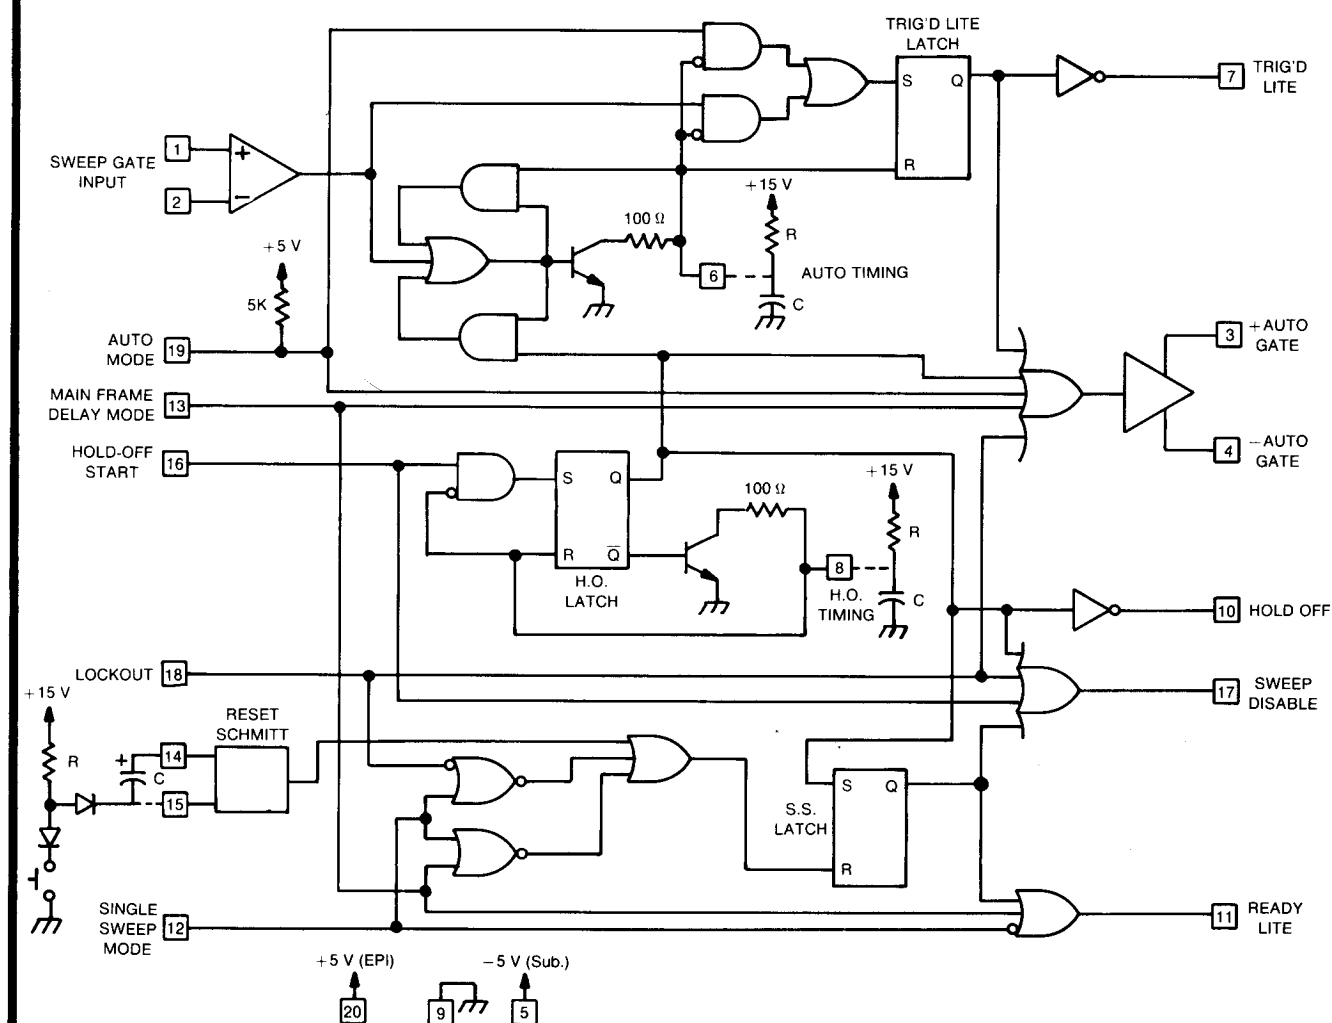 TRIG'D LITE
LATCH
S
Q
R
7
TRIG'D
LITE
1
SWEEP GATE
INPUT
2
+
−
+15 V
R
100 Ω
6
AUTO TIMING
C
+5 V
5K
AUTO
MODE
19
3
+AUTO
GATE
MAIN FRAME
DELAY MODE
13
HOLD-OFF
START
16
4
−AUTO
GATE
S
Q
R
Q̅
H.O.
LATCH
100 Ω
+15 V
R
8
H.O.
TIMING
C
10
HOLD OFF
LOCKOUT
18
17
SWEEP
DISABLE
+15 V
R
RESET
SCHMITT
14
+
C
15
S
Q
S.S.
LATCH
R
SINGLE
SWEEP
MODE
12
11
READY
LITE
+5 V (EPI)
20
9
−5 V (Sub.)
5